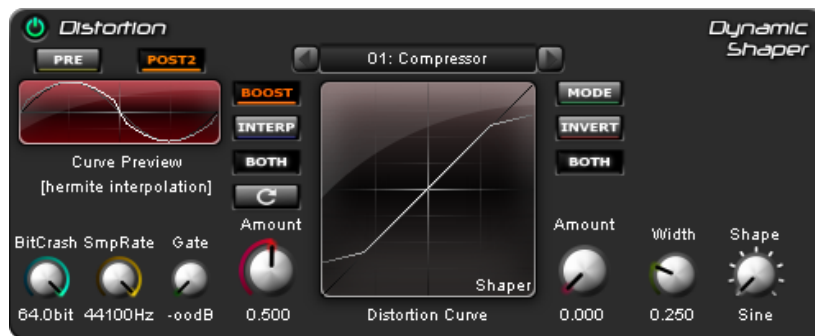 Distortion
Dynamic
Shaper
PRE
POST2
01: Compressor
BOOST
INTERP
BOTH
MODE
INVERT
BOTH
Curve Preview
[hermite interpolation]
Shaper
BitCrash SmpRate Gate
Amount
Amount
Width
Shape
64.0bit 44100Hz -oodB
0.500
Distortion Curve
0.000
0.250
Sine